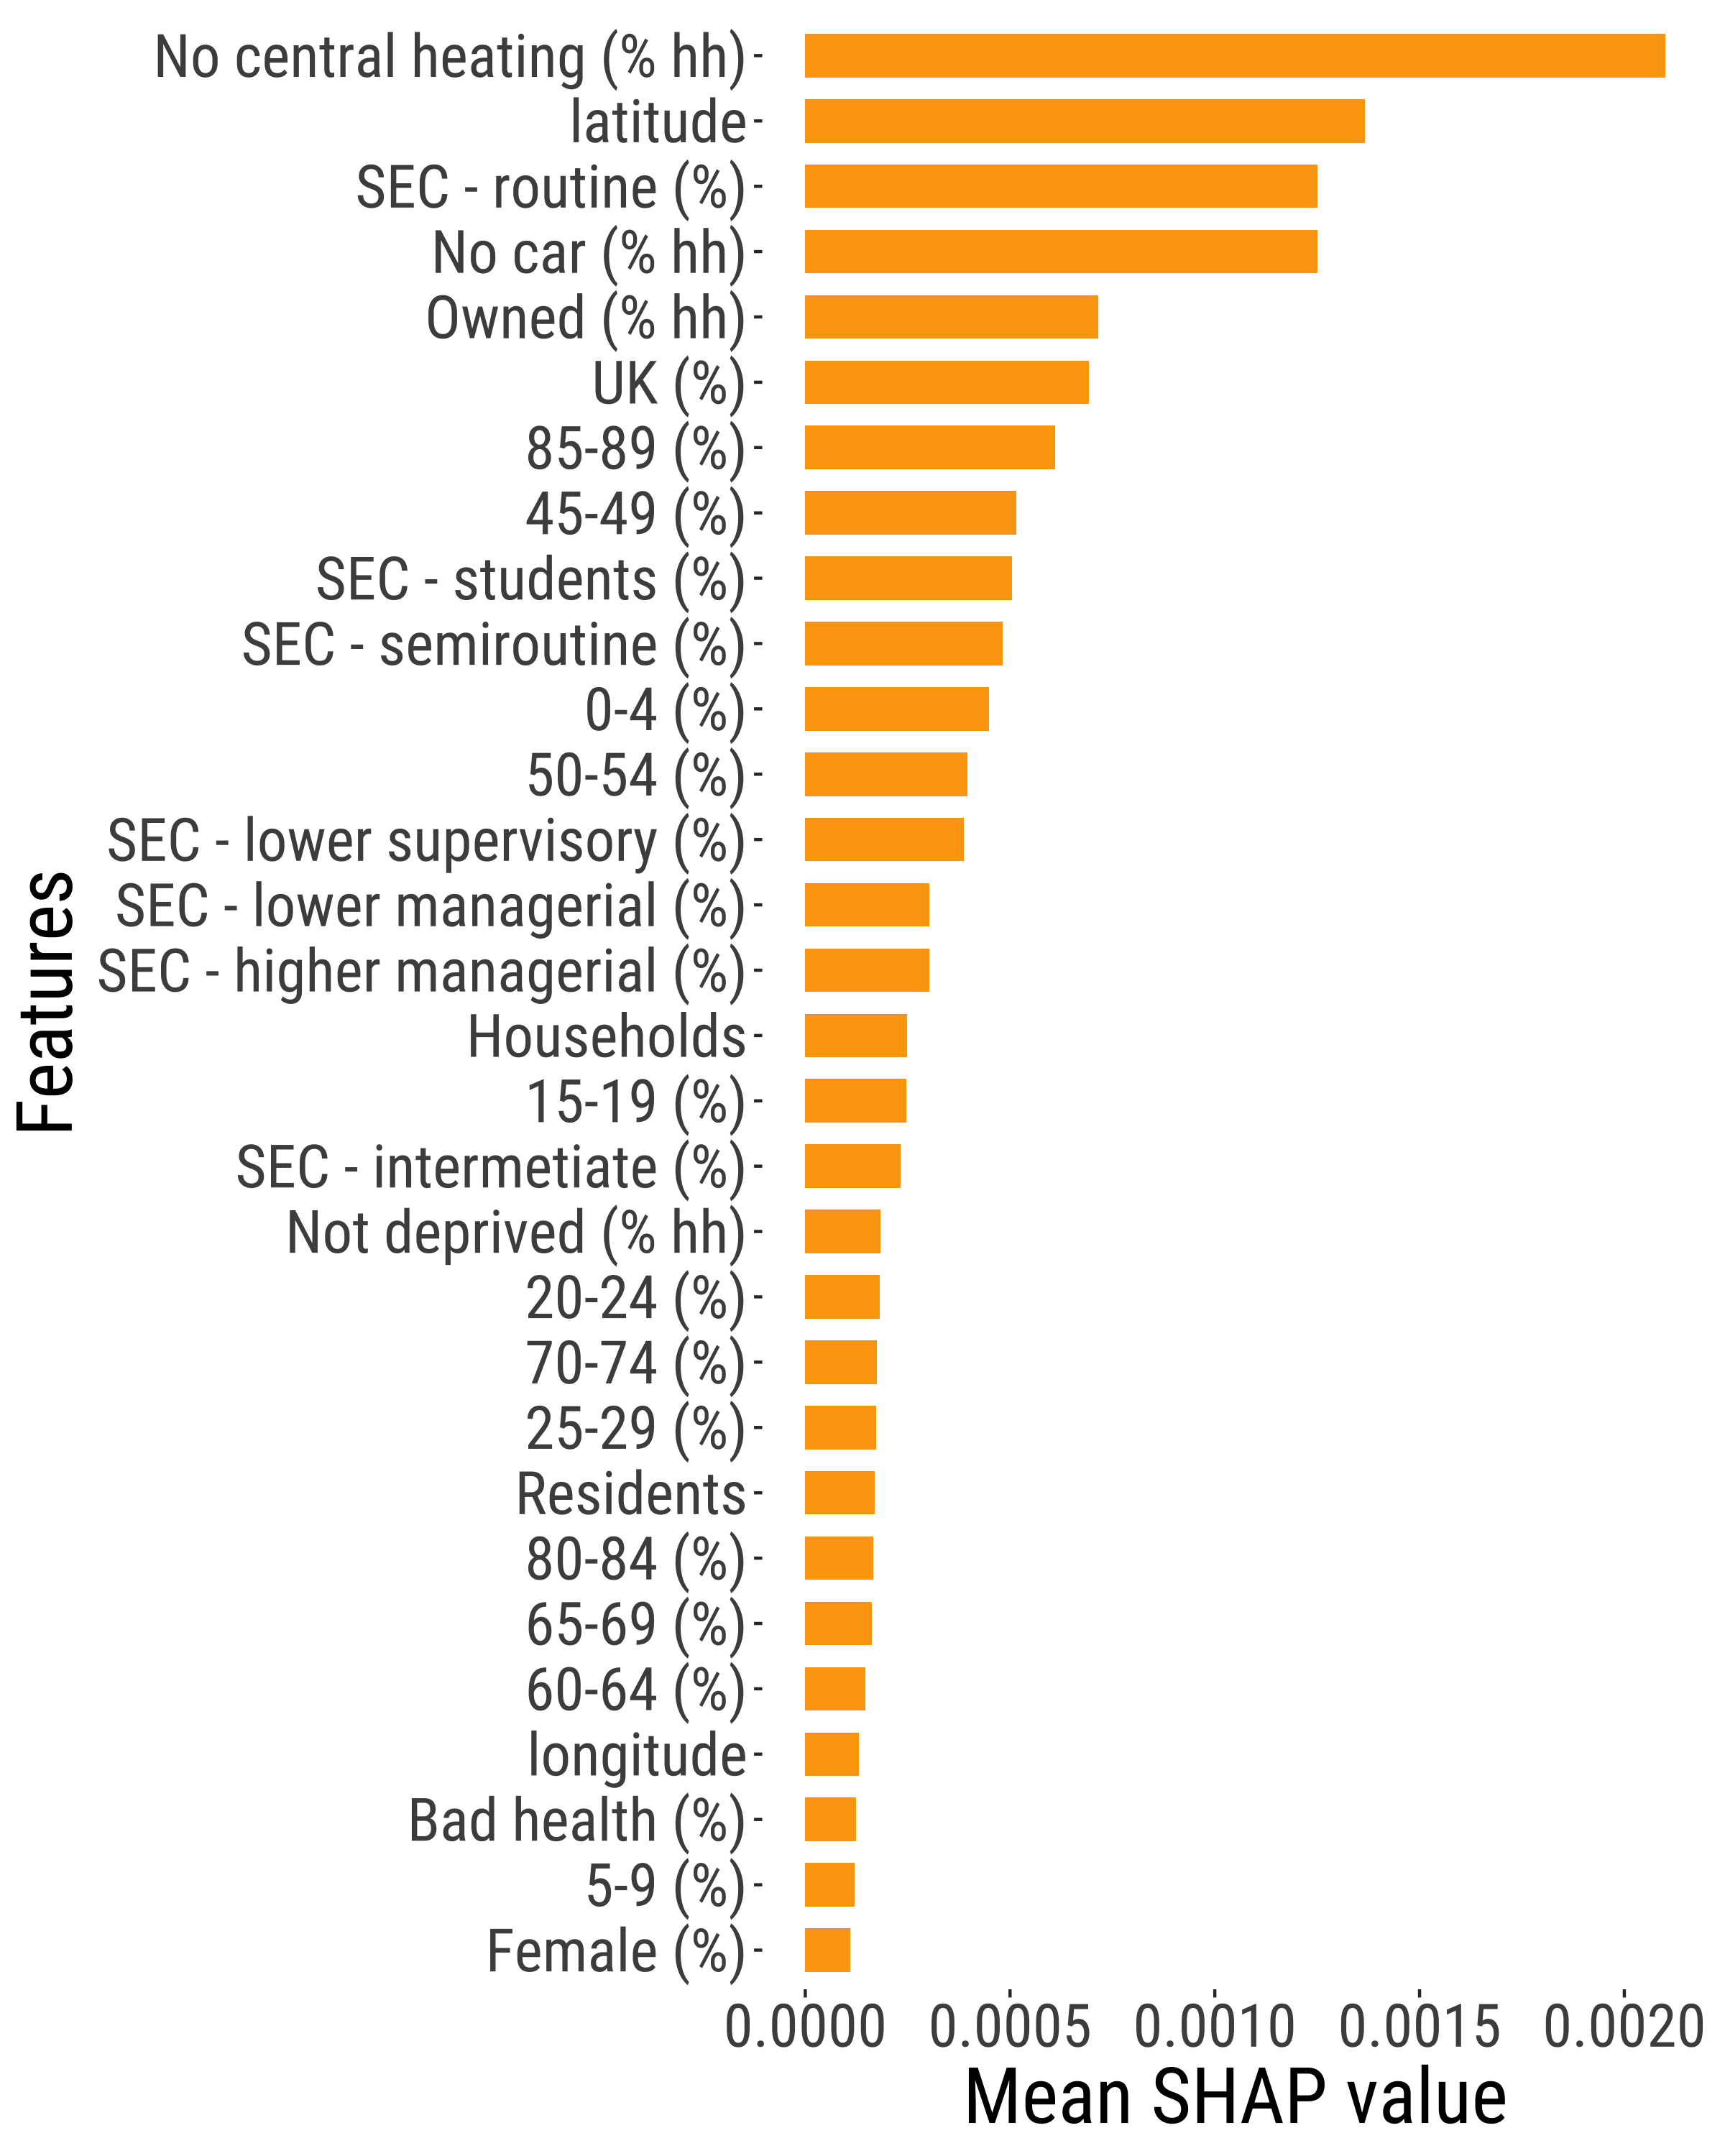 No central heating (% hh)
latitude
SEC - routine (%)
No car (% hh)
Owned (% hh)
UK (%)
85-89 (%)
45-49 (%)
SEC - students (%)
SEC - semiroutine (%)
0-4 (%)
50-54 (%)
SEC - lower supervisory (%)
SEC - lower managerial (%)
SEC - higher managerial (%)
Households
15-19 (%)
SEC - intermetiate (%)
Not deprived (% hh)
20-24 (%)
70-74 (%)
25-29 (%)
Residents
80-84 (%)
65-69 (%)
60-64 (%)
longitude
Bad health (%)
5-9 (%)
Female (%)
Features
0.0000 0.0005 0.0010 0.0015 0.0020
Mean SHAP value